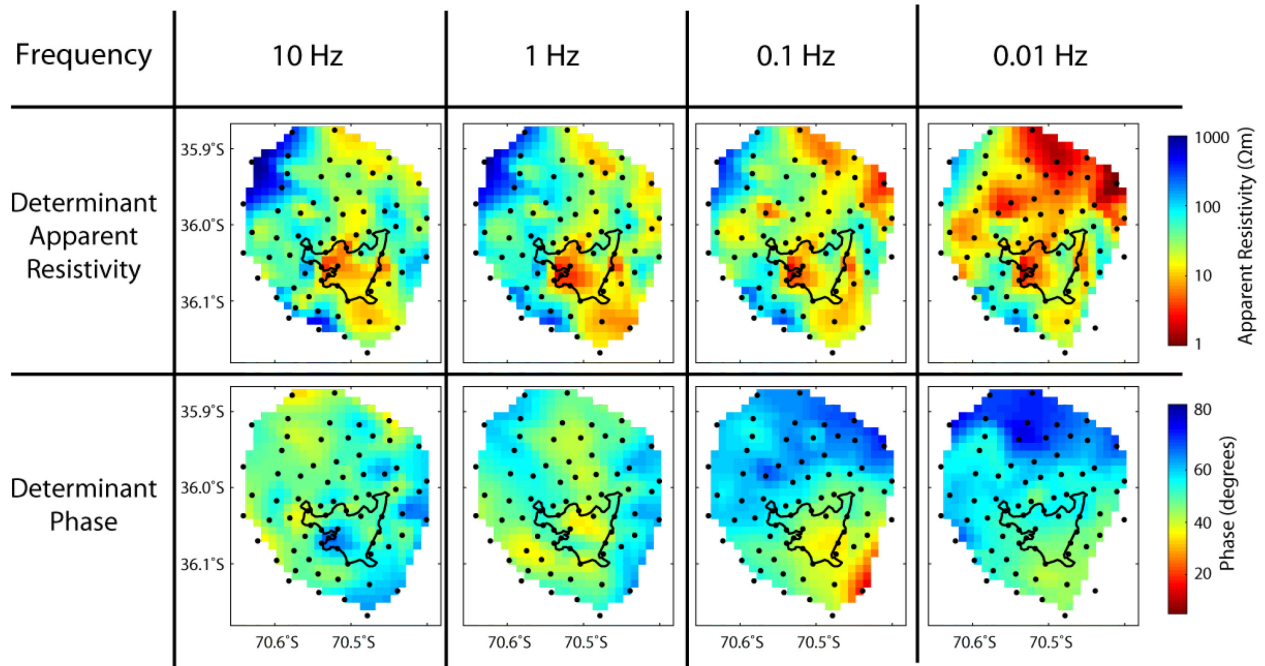 Frequency
10 Hz
1 Hz
0.1 Hz
0.01 Hz
Determinant
Apparent
Resistivity
35.9°S
36.0°S
36.1°S
1000
100
10
1
Apparent Resistivity (Ωm)
Determinant
Phase
35.9°S
36.0°S
36.1°S
80
60
40
20
Phase (degrees)
70.6°S
70.5°S
70.6°S
70.5°S
70.6°S
70.5°S
70.6°S
70.5°S